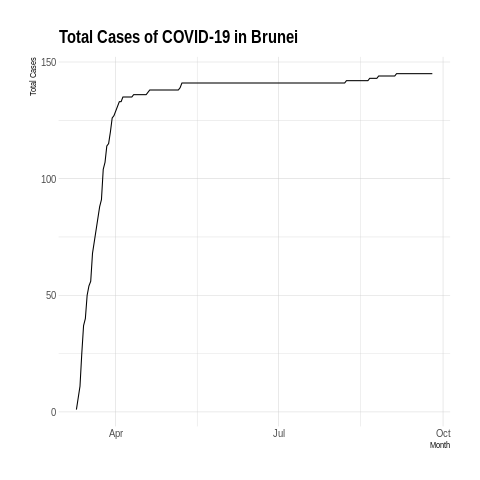 Total Cases of COVID-19 in Brunei
Total Cases
150
100
50
0
Apr
Jul
Oct
Month